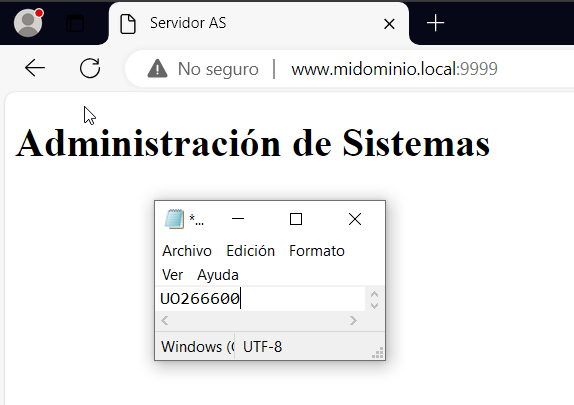 Servidor AS
No seguro | www.midominio.local:9999
Administración de Sistemas
*...
Archivo Edición Formato
Ver Ayuda
UO266600
Windows (C UTF-8